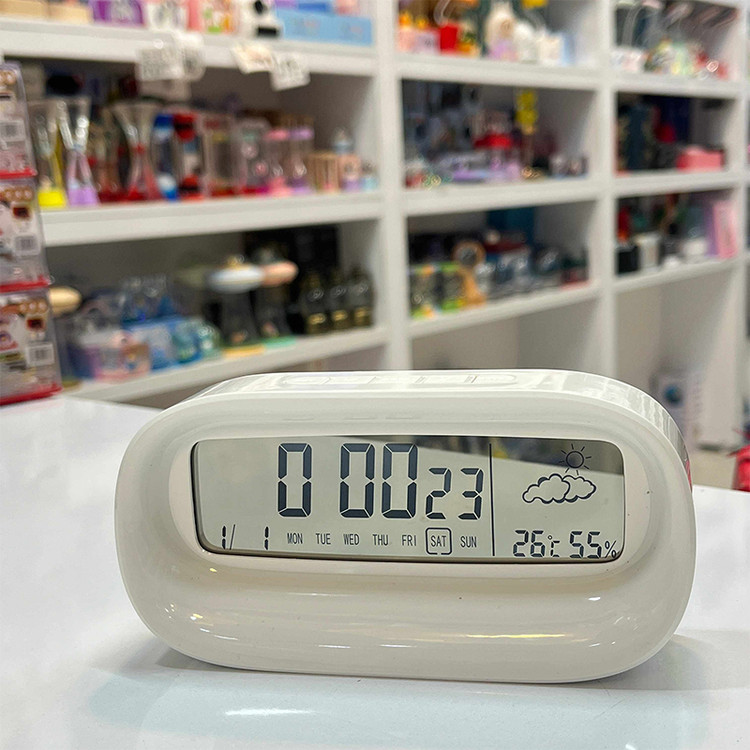 0 00 23
1/ 1 MON TUE WED THU FRI SAT SUN
26°C 55%